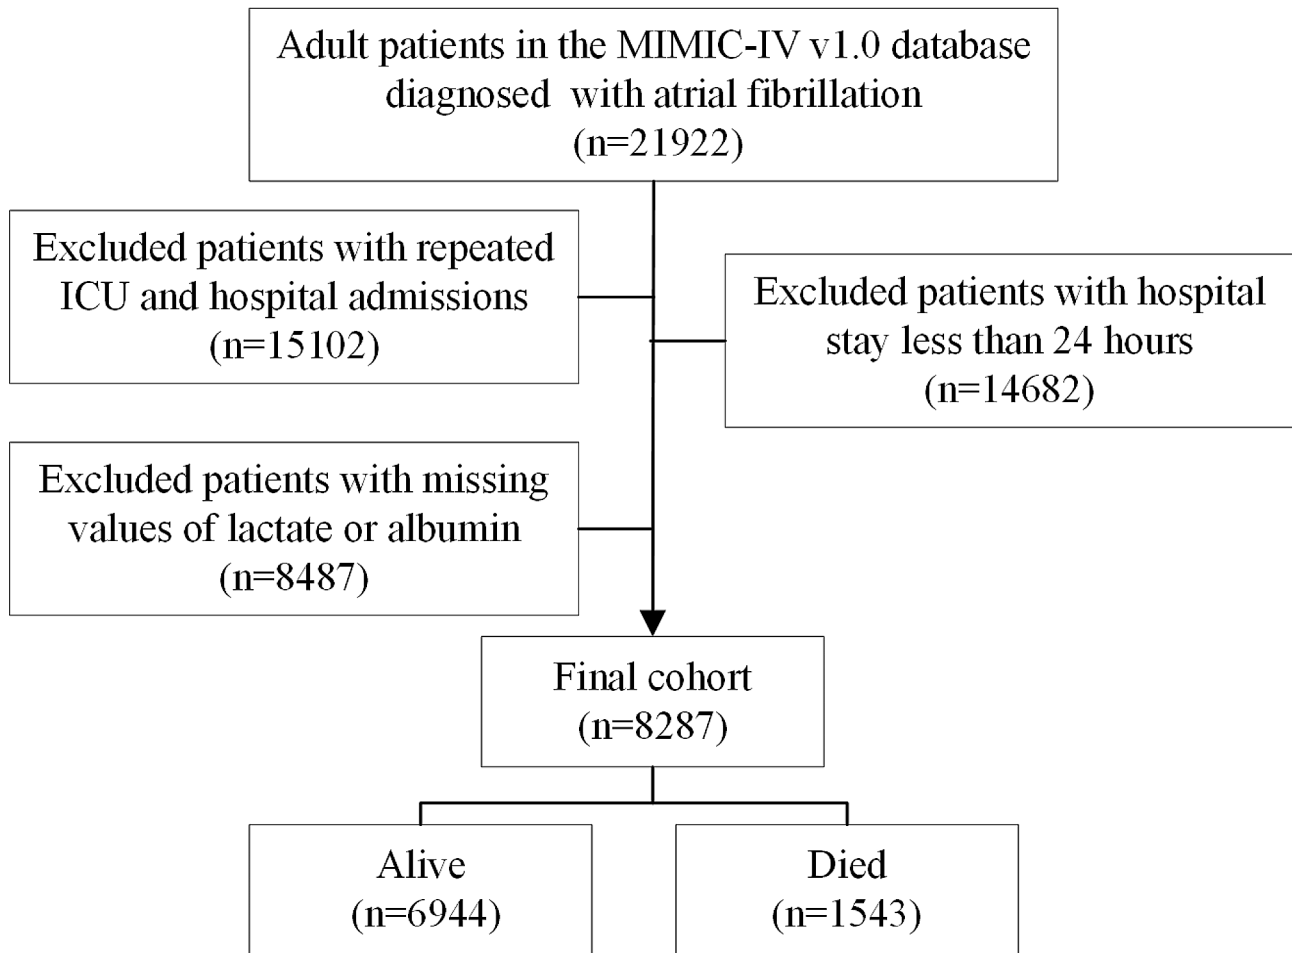 Adult patients in the MIMIC-IV v1.0 database
diagnosed with atrial fibrillation
(n=21922)
Excluded patients with repeated
ICU and hospital admissions
(n=15102)
Excluded patients with hospital
stay less than 24 hours
(n=14682)
Excluded patients with missing
values of lactate or albumin
(n=8487)
Final cohort
(n=8287)
Alive
(n=6944)
Died
(n=1543)